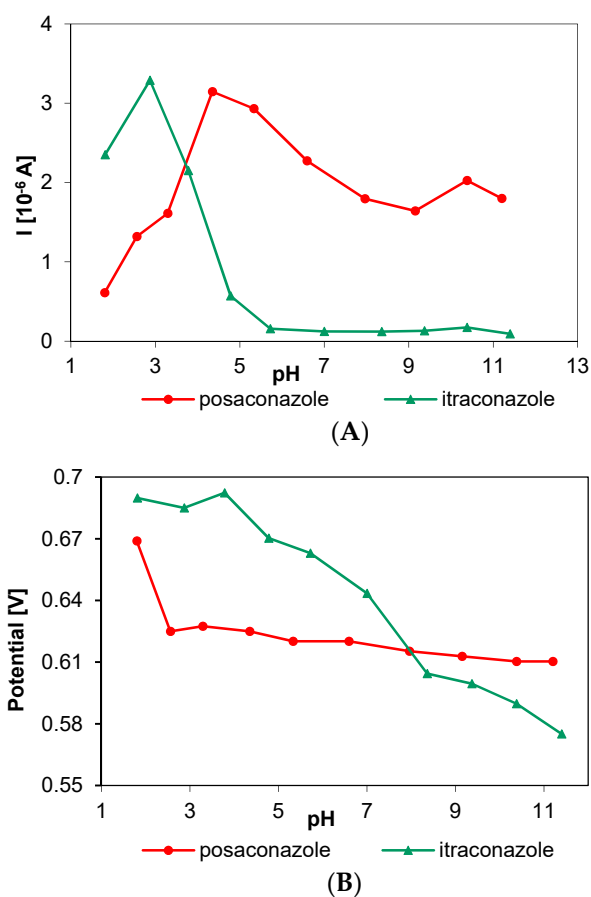 4
3
2
1
0
I [10⁻⁶ A]
1 3 5 7 9 11 13
pH
posaconazole itraconazole
(A)
0.7
0.67
0.64
0.61
0.58
0.55
Potential [V]
1 3 5 7 9 11
pH
posaconazole itraconazole
(B)